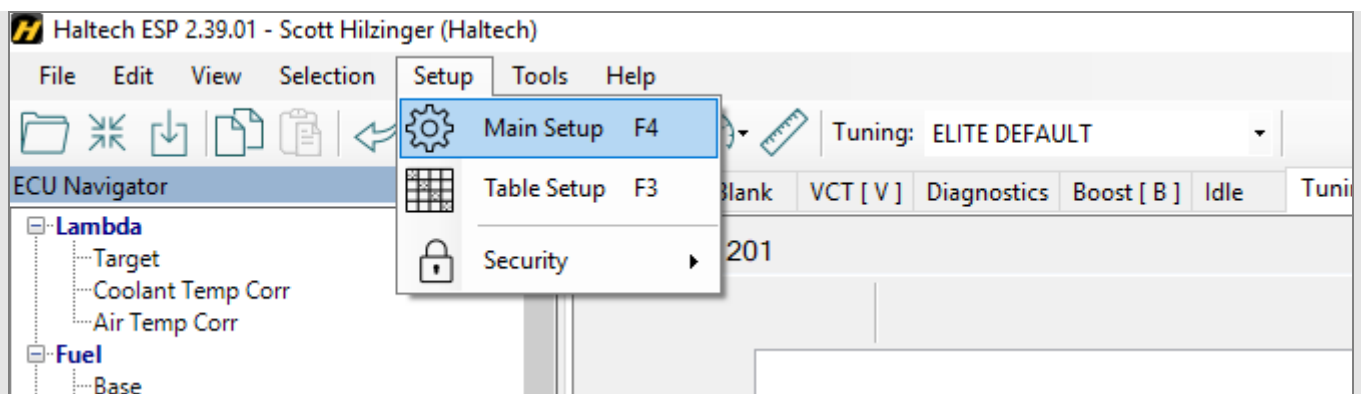 Haltech ESP 2.39.01 - Scott Hilzinger (Haltech)
File Edit View Selection Setup Tools Help
Main Setup F4
Tuning: ELITE DEFAULT
ECU Navigator
Table Setup F3
VCT [ V ] Diagnostics Boost [ B ] Idle
Security
201
Lambda
Target
Coolant Temp Corr
Air Temp Corr
Fuel
Base